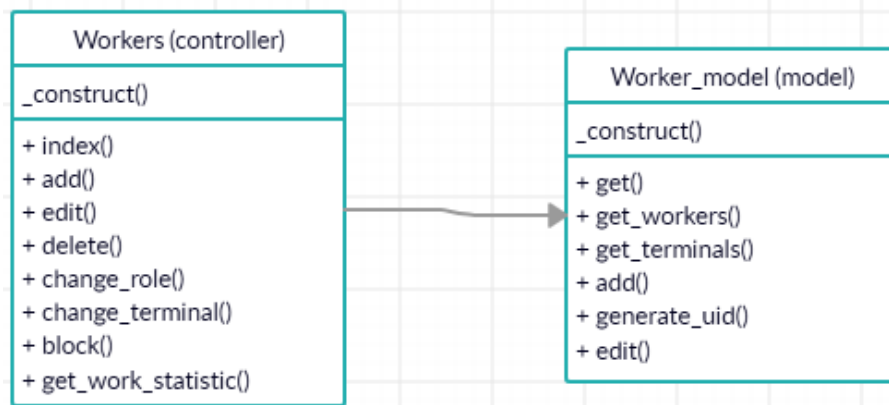 Workers (controller)
_construct()
+ index()
+ add()
+ edit()
+ delete()
+ change_role()
+ change_terminal()
+ block()
+ get_work_statistic()
Worker_model (model)
_construct()
+ get()
+ get_workers()
+ get_terminals()
+ add()
+ generate_uid()
+ edit()